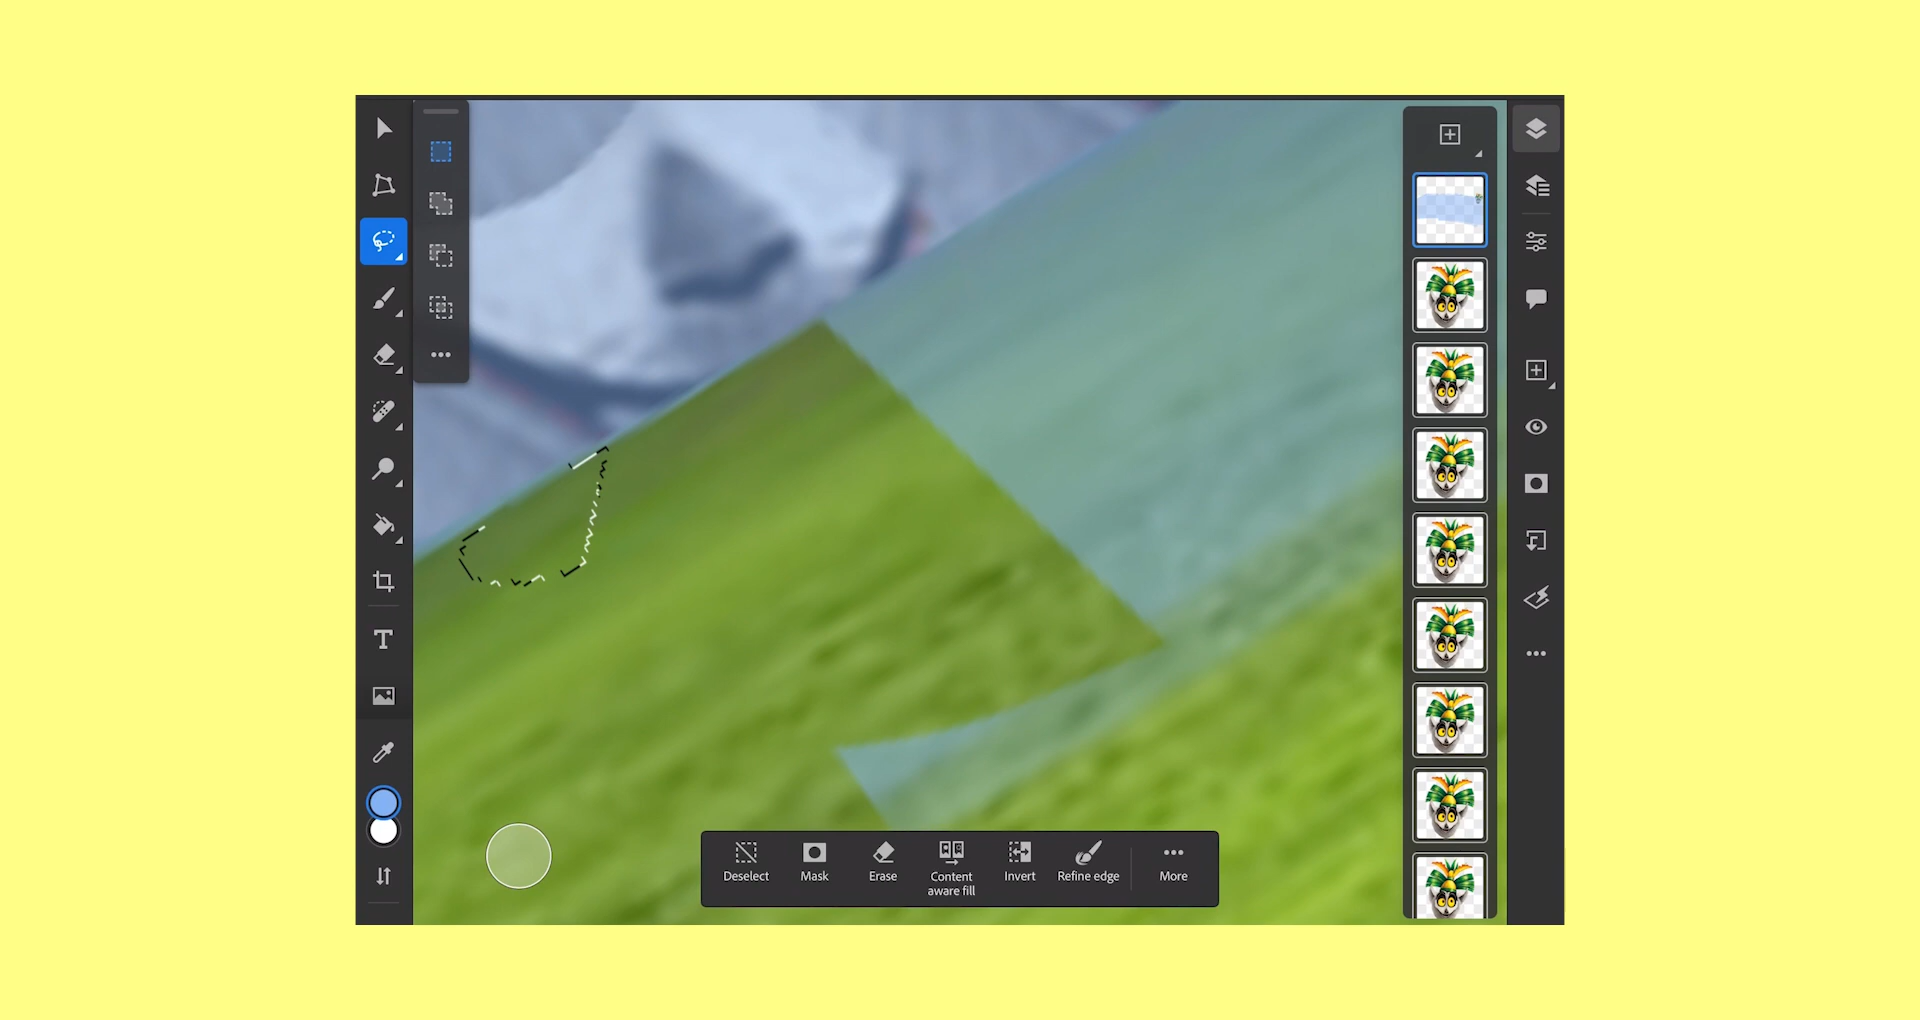 T
Deselect
Mask
Erase
Content
aware fill
Invert
Refine edge
More